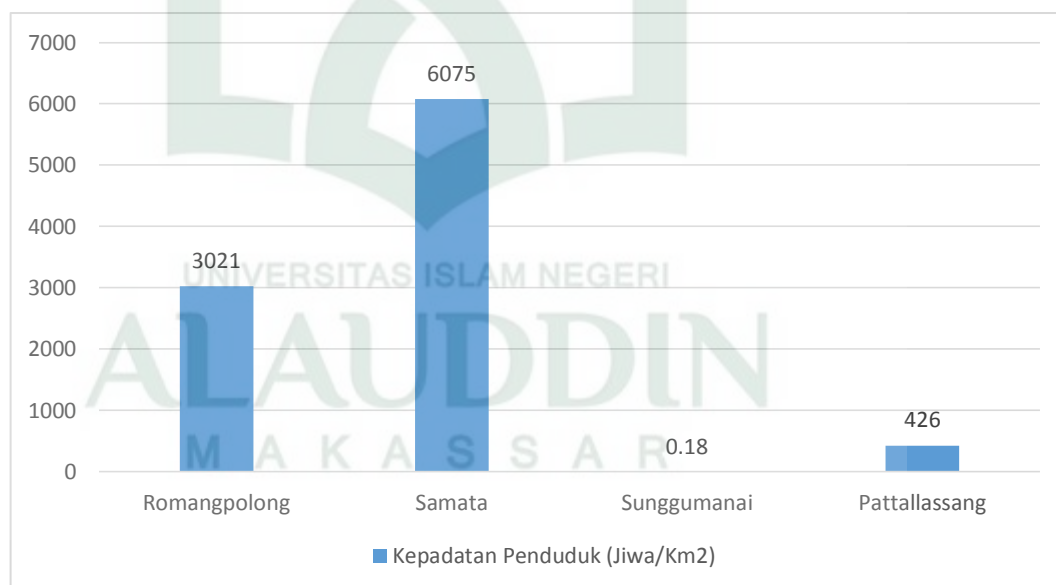 7000
6075
6000
5000
4000
3021
3000
UNIVERSITAS ISLAM NEGERI
2000
ALAUDDIN
1000
426
MAKASSAR
0.18
0
Romangpolong Samata Sunggumanai Pattallassang
Kepadatan Penduduk (Jiwa/Km2)